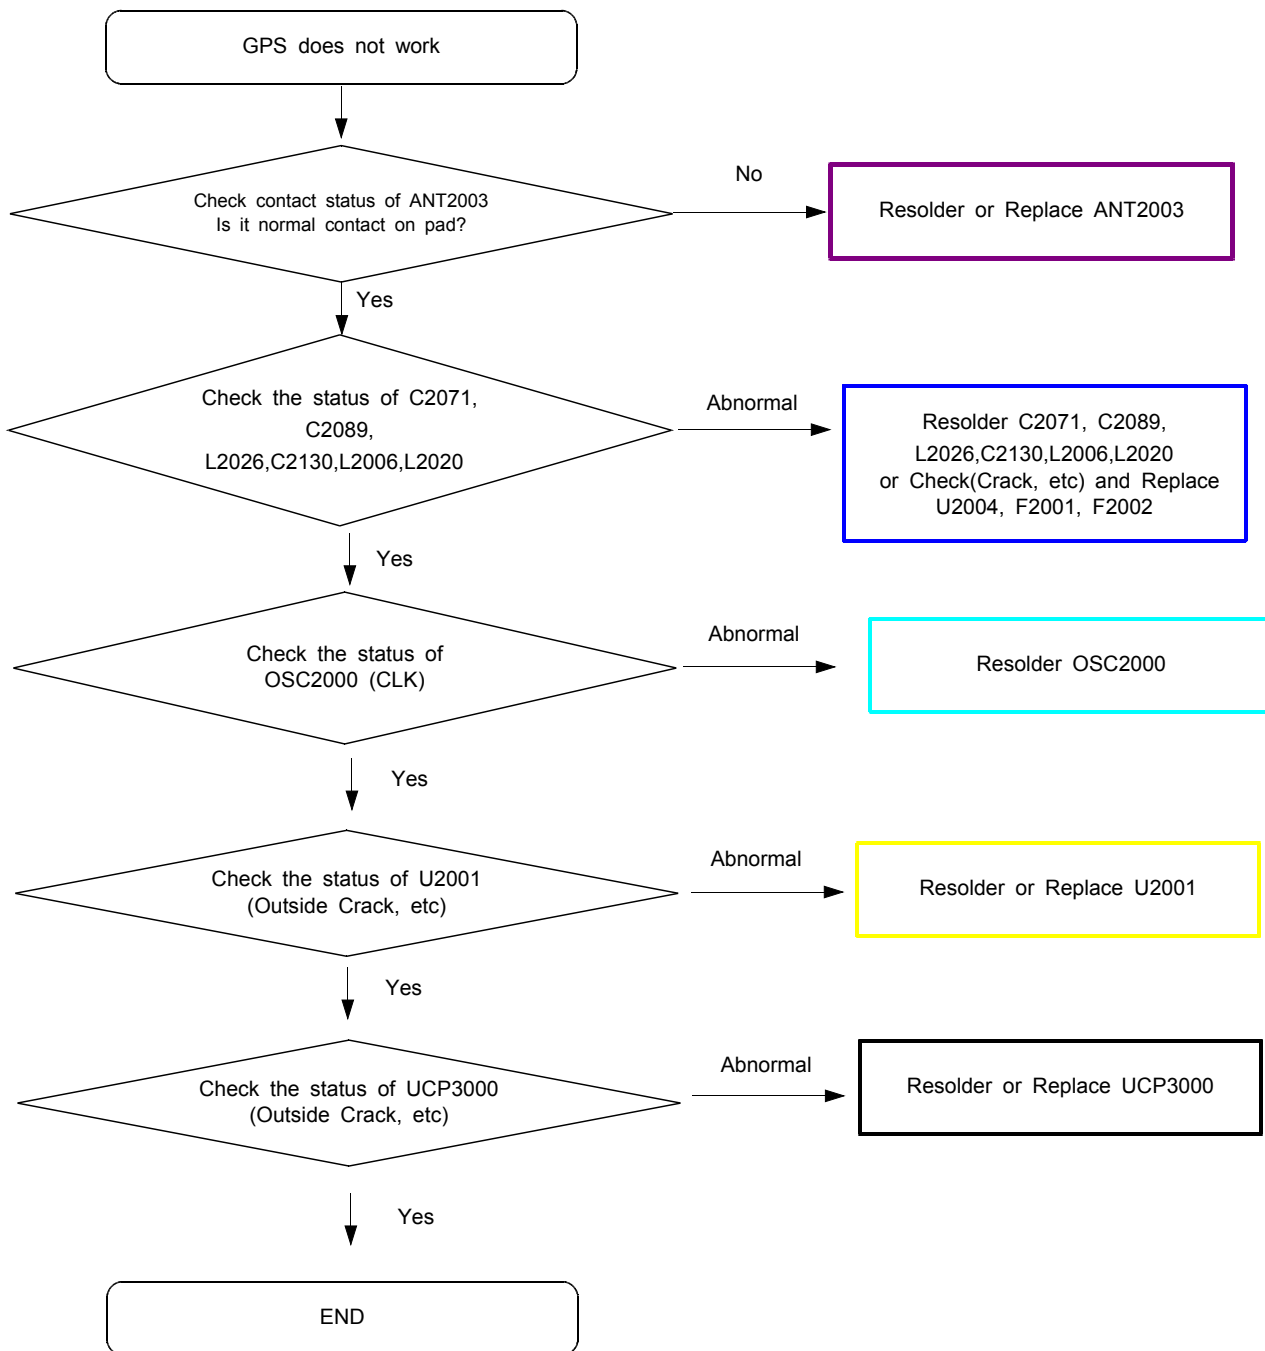 GPS does not work
Check contact status of ANT2003
Is it normal contact on pad?
No
Resolder or Replace ANT2003
Yes
Check the status of C2071,
C2089,
L2026,C2130,L2006,L2020
Abnormal
Resolder C2071, C2089,
L2026,C2130,L2006,L2020
or Check(Crack, etc) and Replace
U2004, F2001, F2002
Yes
Check the status of
OSC2000 (CLK)
Abnormal
Resolder OSC2000
Yes
Check the status of U2001
(Outside Crack, etc)
Abnormal
Resolder or Replace U2001
Yes
Check the status of UCP3000
(Outside Crack, etc)
Abnormal
Resolder or Replace UCP3000
Yes
END